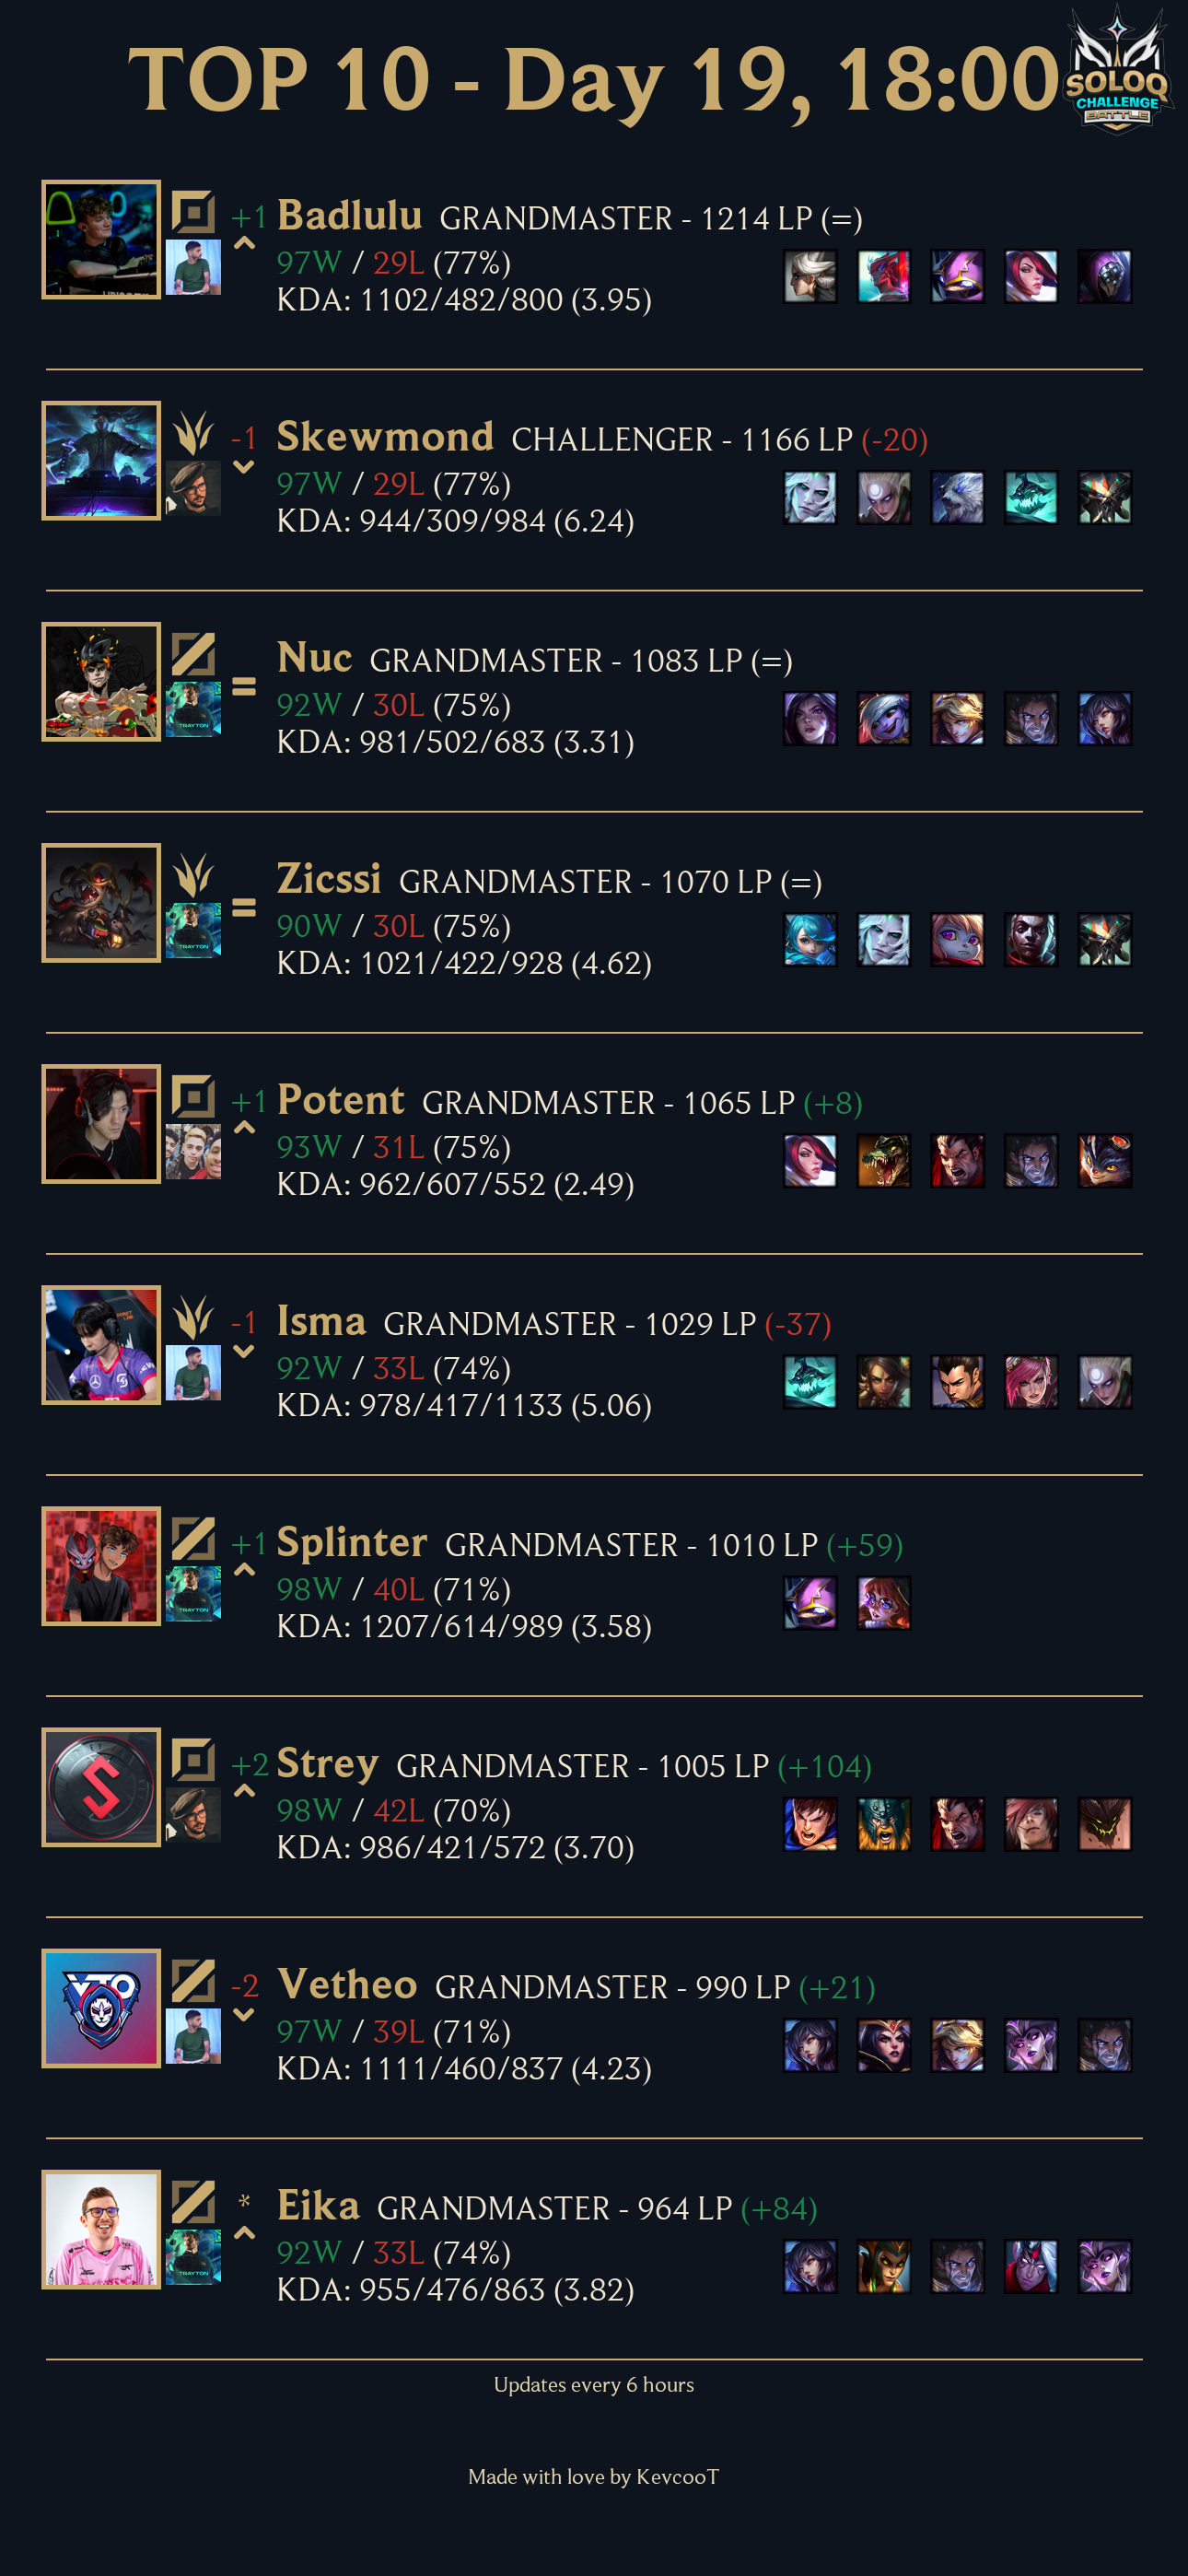 TOP 10 - Day 19, 18:00
SOLOQ
CHALLENGE
BATTLE
+1 Badlulu GRANDMASTER - 1214 LP (=)
97W / 29L (77%)
KDA: 1102/482/800 (3.95)
-1 Skewmond CHALLENGER - 1166 LP (-20)
97W / 29L (77%)
KDA: 944/309/984 (6.24)
= Nuc GRANDMASTER - 1083 LP (=)
92W / 30L (75%)
TRAYTON
KDA: 981/502/683 (3.31)
= Zicssi GRANDMASTER - 1070 LP (=)
90W / 30L (75%)
TRAYTON
KDA: 1021/422/928 (4.62)
+1 Potent GRANDMASTER - 1065 LP (+8)
93W / 31L (75%)
KDA: 962/607/552 (2.49)
-1 Isma GRANDMASTER - 1029 LP (-37)
92W / 33L (74%)
KDA: 978/417/1133 (5.06)
+1 Splinter GRANDMASTER - 1010 LP (+59)
98W / 40L (71%)
TRAYTON
KDA: 1207/614/989 (3.58)
+2 Strey GRANDMASTER - 1005 LP (+104)
98W / 42L (70%)
KDA: 986/421/572 (3.70)
VTO
-2 Vetheo GRANDMASTER - 990 LP (+21)
97W / 39L (71%)
KDA: 1111/460/837 (4.23)
* Eika GRANDMASTER - 964 LP (+84)
92W / 33L (74%)
TRAYTON
KDA: 955/476/863 (3.82)
Updates every 6 hours
Made with love by KevcooT